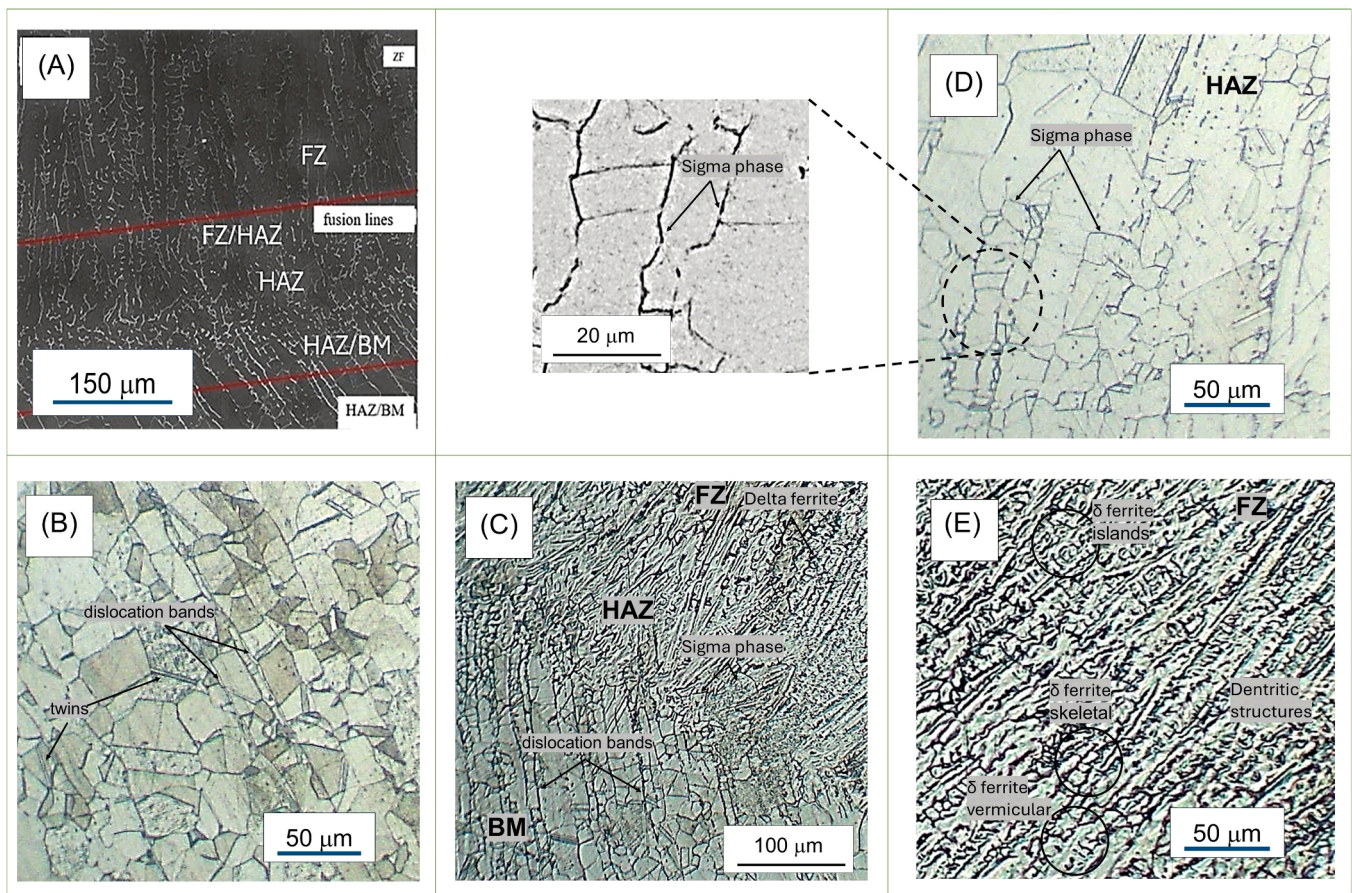 (A)
ZF
FZ
fusion lines
FZ/HAZ
HAZ
HAZ/BM
150 μm
HAZ/BM
Sigma phase
20 μm
(D)
HAZ
Sigma phase
50 μm
(B)
dislocation bands
twins
50 μm
(C)
FZ
Delta ferrite
HAZ
Sigma phase
dislocation bands
BM
100 μm
(E)
δ ferrite
islands
FZ
δ ferrite
skeletal
Dentritic
structures
δ ferrite
vermicular
50 μm